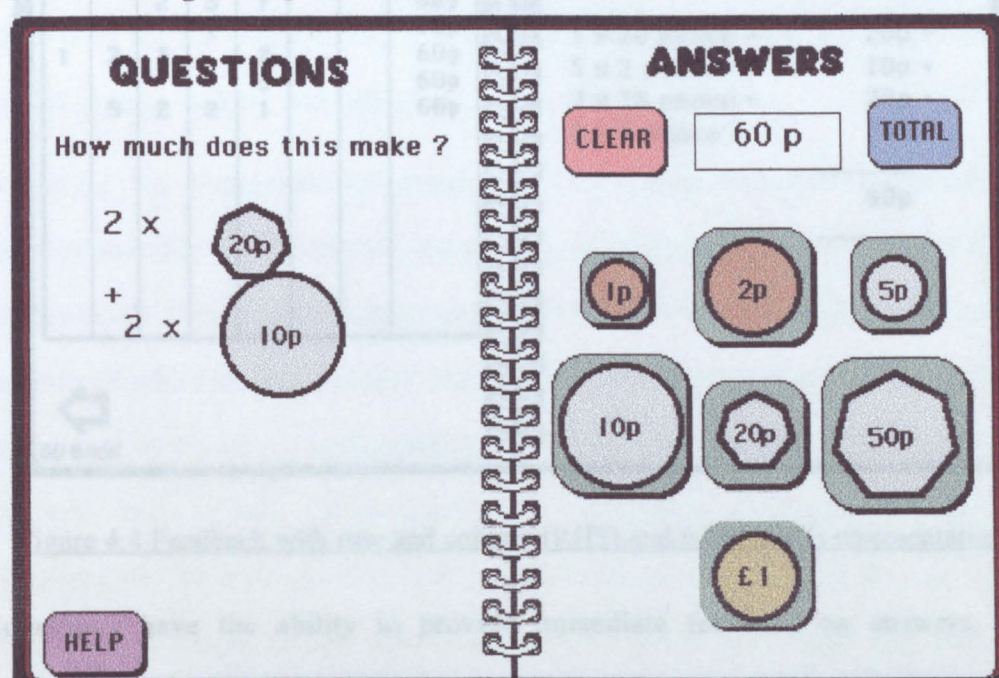 QUESTIONS
How much does this make ?
2 x
20p
+
2 x
10p
HELP
ANSWERS
CLEAR
60 p
TOTAL
1p
2p
5p
10p
20p
50p
£1